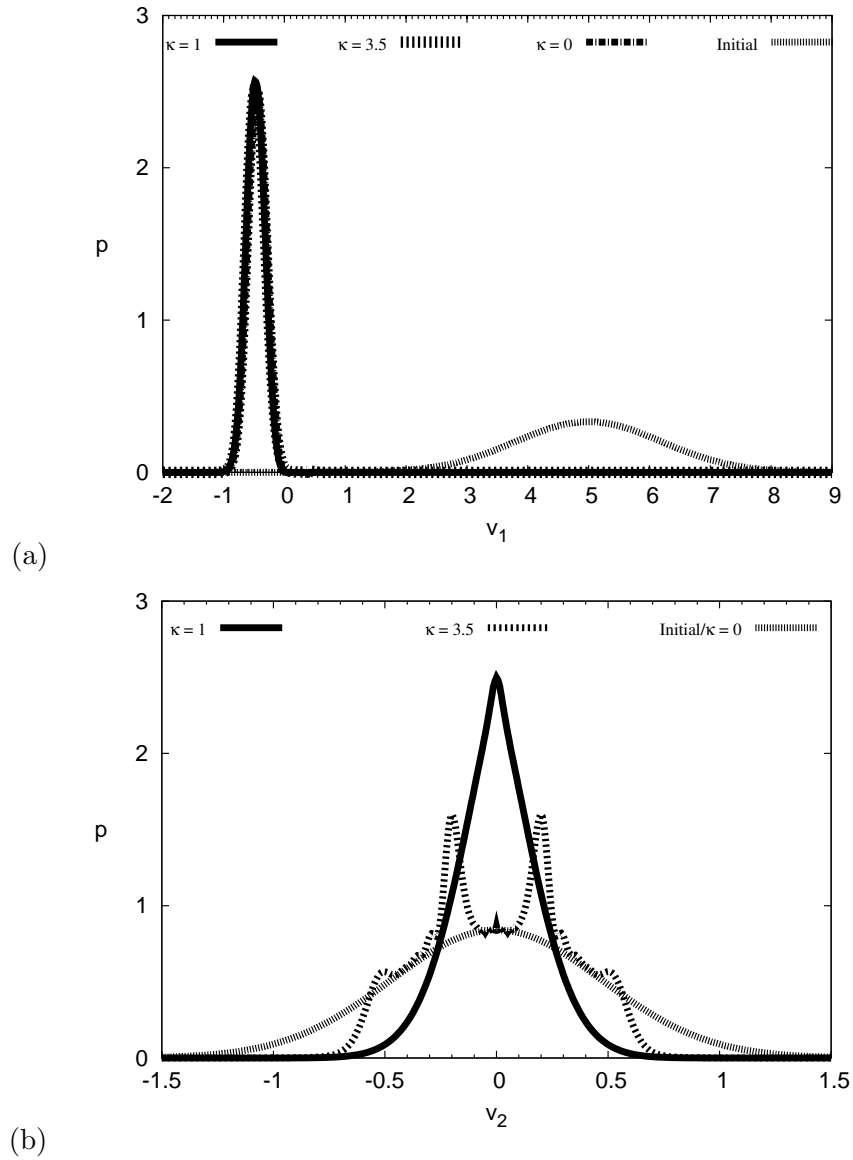 3
κ = 1
κ = 3.5
κ = 0
Initial
2
p
1
0
-2 -1 0 1 2 3 4 5 6 7 8 9
v1
(a)
3
κ = 1
κ = 3.5
Initial/κ = 0
2
p
1
0
-1.5 -1 -0.5 0 0.5 1 1.5
v2
(b)